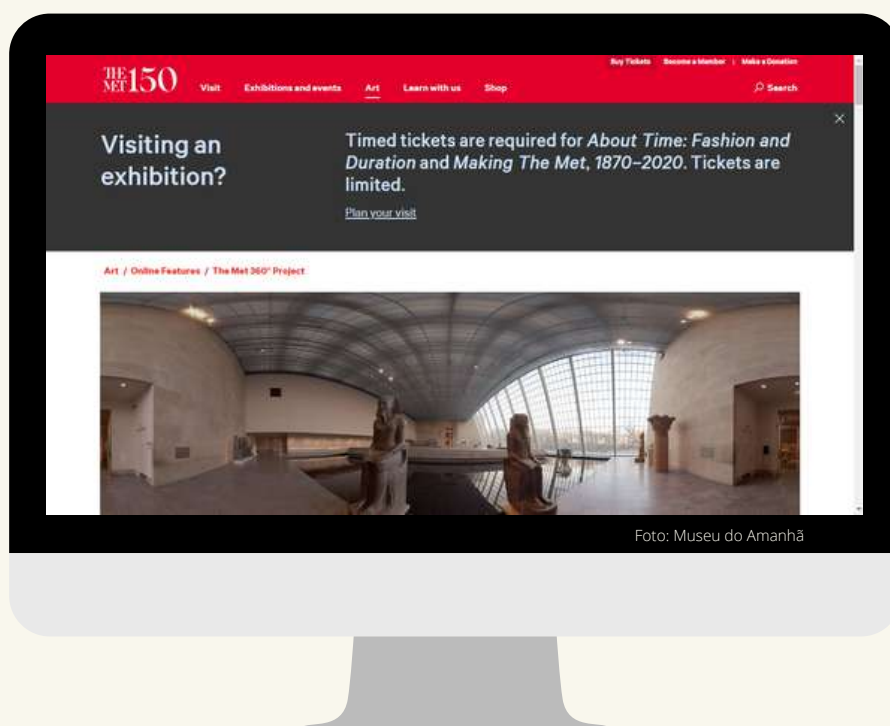 Buy Tickets Become a Member | Make a Donation
THE MET 150 Visit Exhibitions and events Art Learn with us Shop Search
Visiting an
exhibition?
Timed tickets are required for About Time: Fashion and
Duration and Making The Met, 1870–2020. Tickets are
limited.
Plan your visit
Art / Online Features / The Met 360° Project
Foto: Museu do Amanhã